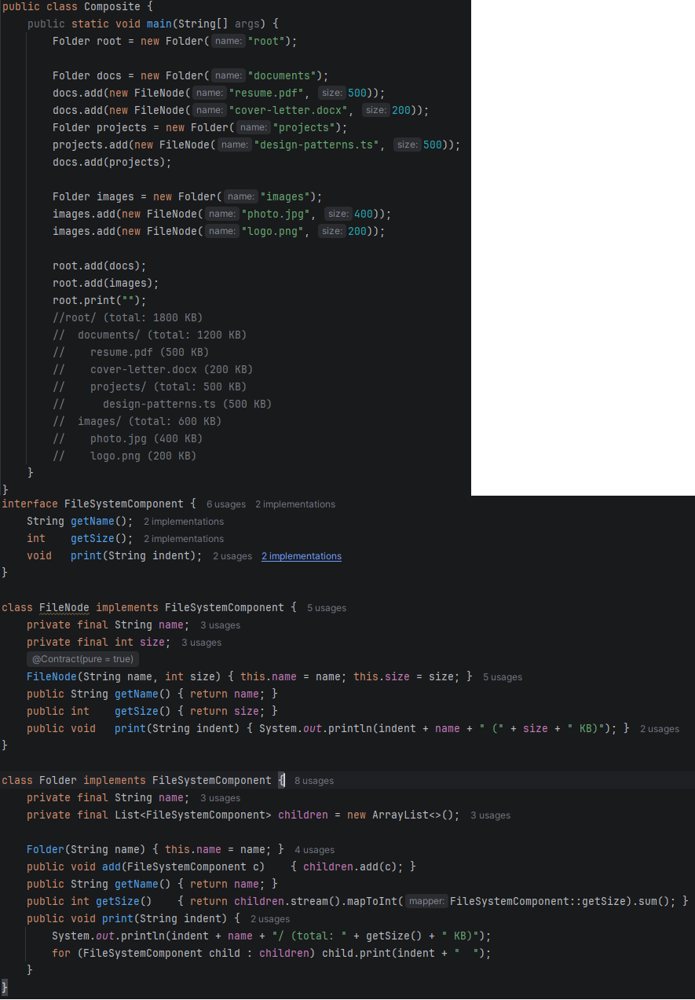 public class Composite {
    public static void main(String[] args) {
        Folder root = new Folder( name: "root");

        Folder docs = new Folder( name: "documents");
        docs.add(new FileNode( name: "resume.pdf", size: 500));
        docs.add(new FileNode( name: "cover-letter.docx", size: 200));
        Folder projects = new Folder( name: "projects");
        projects.add(new FileNode( name: "design-patterns.ts", size: 500));
        docs.add(projects);

        Folder images = new Folder( name: "images");
        images.add(new FileNode( name: "photo.jpg", size: 400));
        images.add(new FileNode( name: "logo.png", size: 200));

        root.add(docs);
        root.add(images);
        root.print("");
        //root/ (total: 1800 KB)
        //  documents/ (total: 1200 KB)
        //    resume.pdf (500 KB)
        //    cover-letter.docx (200 KB)
        //    projects/ (total: 500 KB)
        //      design-patterns.ts (500 KB)
        //  images/ (total: 600 KB)
        //    photo.jpg (400 KB)
        //    logo.png (200 KB)
    }
}
interface FileSystemComponent { 6 usages 2 implementations
    String getName(); 2 implementations
    int    getSize(); 2 implementations
    void   print(String indent); 2 usages 2 implementations
}

class FileNode implements FileSystemComponent { 5 usages
    private final String name; 3 usages
    private final int size; 3 usages
    @Contract(pure = true)
    FileNode(String name, int size) { this.name = name; this.size = size; } 5 usages
    public String getName() { return name; }
    public int    getSize() { return size; }
    public void   print(String indent) { System.out.println(indent + name + " (" + size + " KB)"); } 2 usages
}

class Folder implements FileSystemComponent { 8 usages
    private final String name; 3 usages
    private final List<FileSystemComponent> children = new ArrayList<>(); 3 usages

    Folder(String name) { this.name = name; } 4 usages
    public void add(FileSystemComponent c)    { children.add(c); }
    public String getName() { return name; }
    public int getSize()    { return children.stream().mapToInt( mapper: FileSystemComponent::getSize).sum(); }
    public void print(String indent) { 2 usages
        System.out.println(indent + name + "/ (total: " + getSize() + " KB)");
        for (FileSystemComponent child : children) child.print(indent + "  ");
    }
}